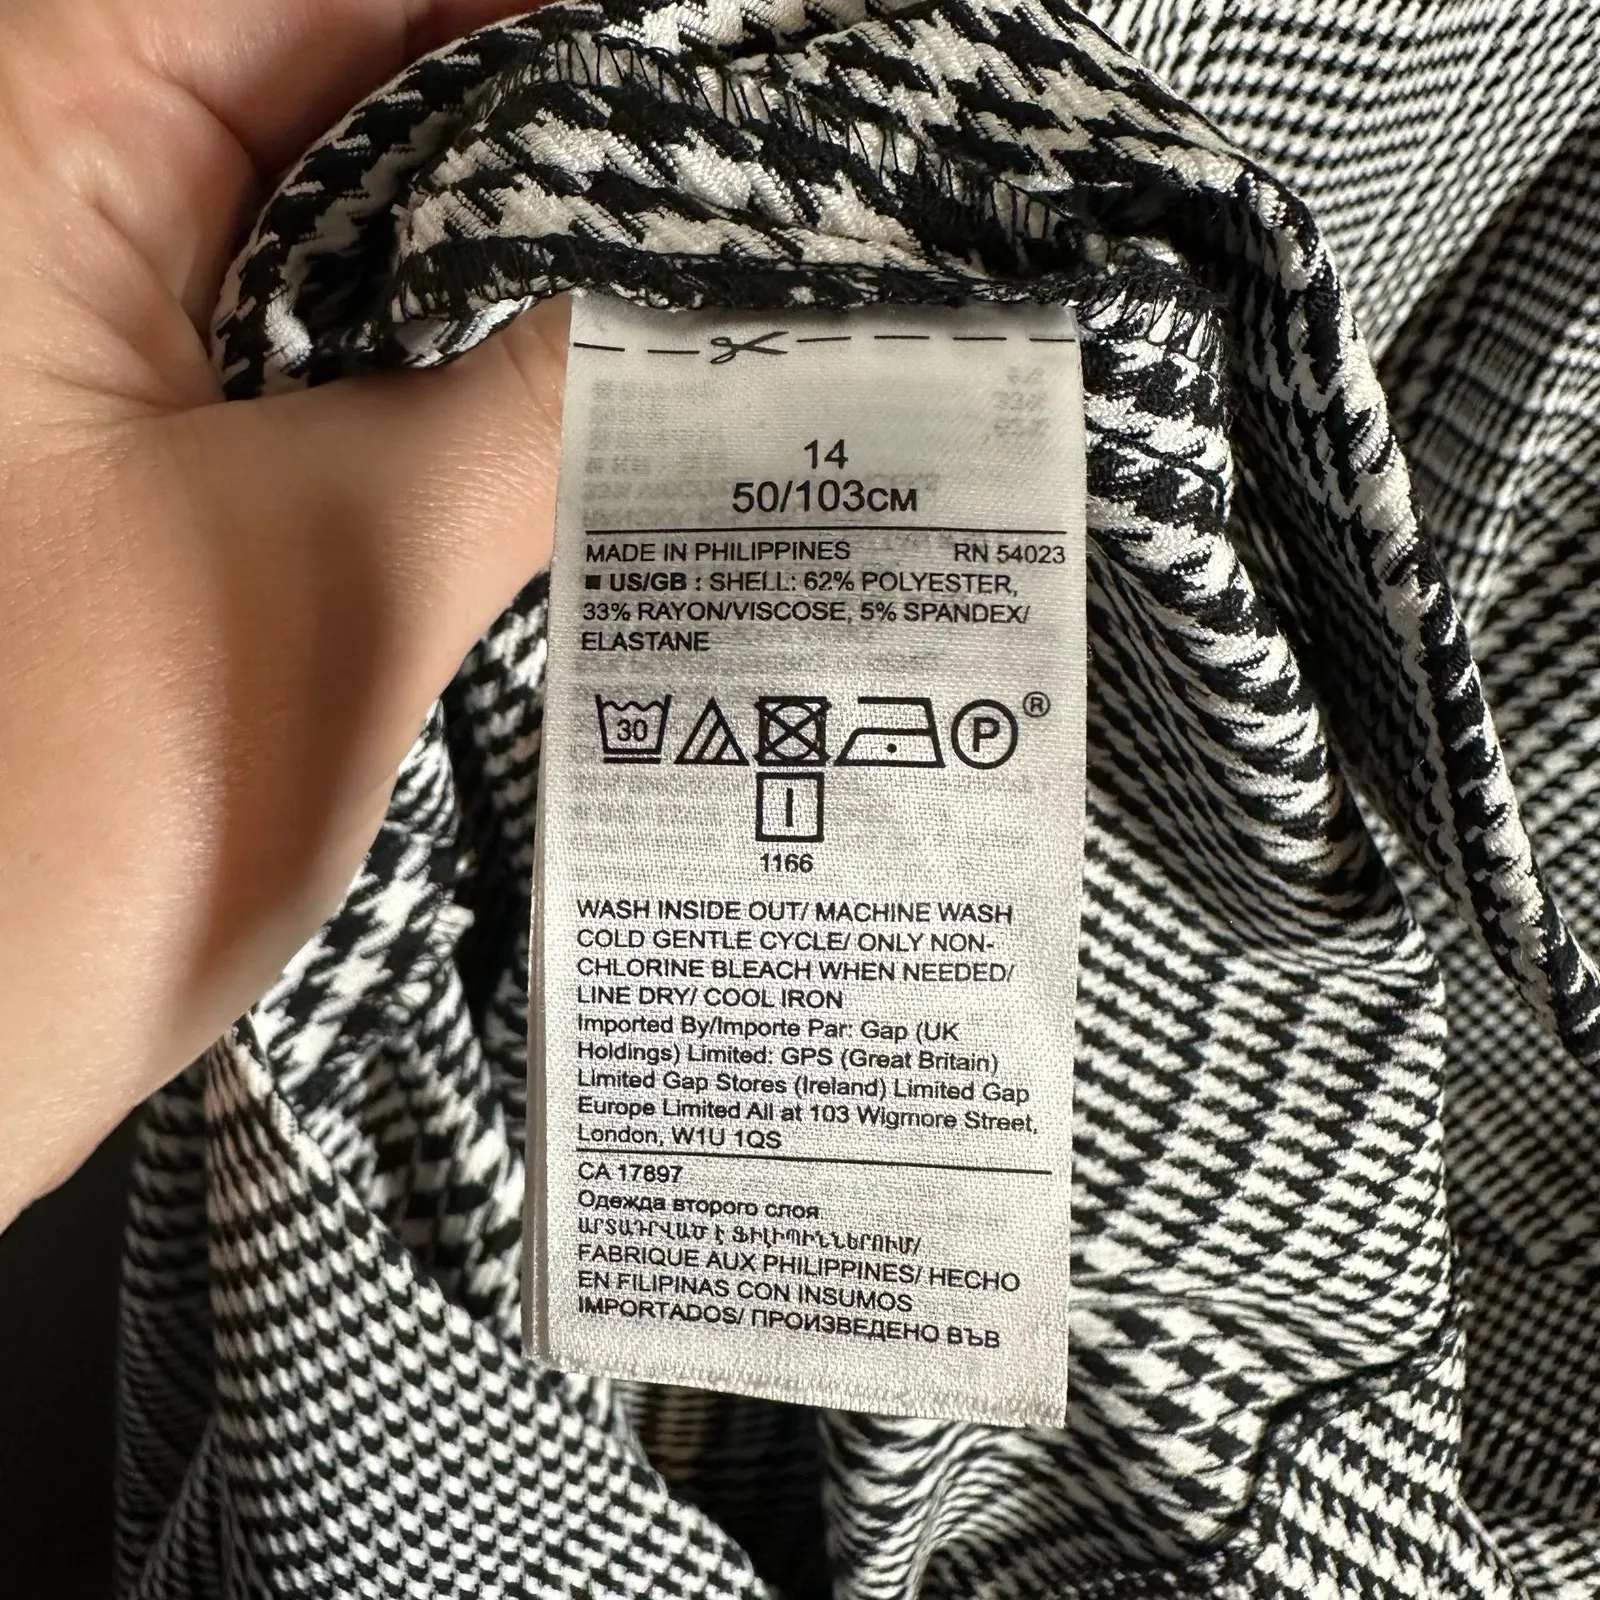 14
50/103CM
MADE IN PHILIPPINES RN 54023
■ US/GB : SHELL: 62% POLYESTER,
33% RAYON/VISCOSE, 5% SPANDEX/
ELASTANE
30 P ®
1166
WASH INSIDE OUT/ MACHINE WASH
COLD GENTLE CYCLE/ ONLY NON-
CHLORINE BLEACH WHEN NEEDED/
LINE DRY/ COOL IRON
Imported By/Importe Par: Gap (UK
Holdings) Limited: GPS (Great Britain)
Limited Gap Stores (Ireland) Limited Gap
Europe Limited All at 103 Wigmore Street,
London, W1U 1QS
CA 17897
Одежда второго слоя
ԱՐՏԱԴՐՎԱԾ Է ՖԻԼԻՊԻՆՆԵՐՈՒՄ/
FABRIQUE AUX PHILIPPINES/ HECHO
EN FILIPINAS CON INSUMOS
IMPORTADOS/ ПРОИЗВЕДЕНО ВЪВ